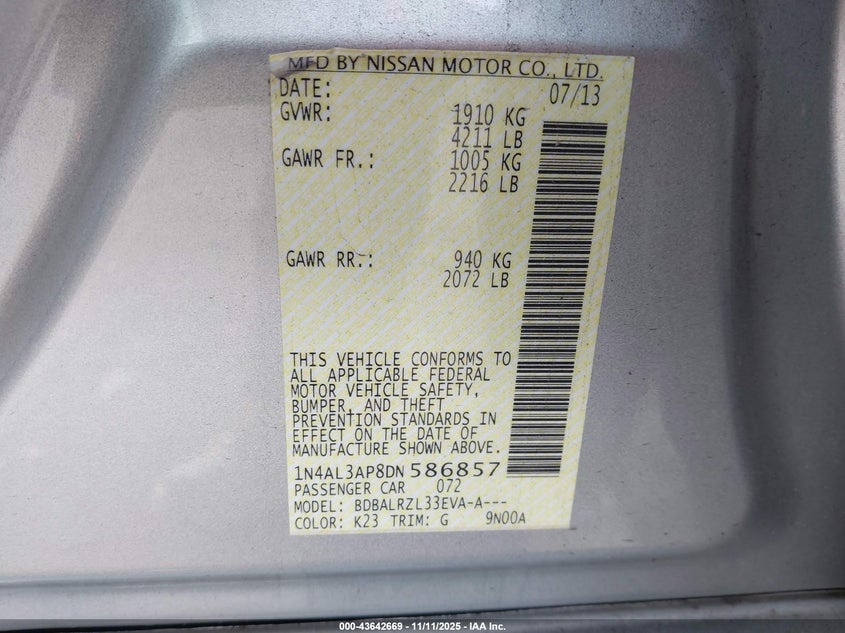 MFD BY NISSAN MOTOR CO., LTD.
DATE: 07/13
GVWR: 1910 KG
4211 LB
GAWR FR.: 1005 KG
2216 LB
GAWR RR.: 940 KG
2072 LB
THIS VEHICLE CONFORMS TO
ALL APPLICABLE FEDERAL
MOTOR VEHICLE SAFETY,
BUMPER, AND THEFT
PREVENTION STANDARDS IN
EFFECT ON THE DATE OF
MANUFACTURE SHOWN ABOVE.
1N4AL3AP8DN586857
PASSENGER CAR 072
MODEL: BDBALRZL33EVA-A---
COLOR: K23 TRIM: G 9N00A
000-43642669 - 11/11/2025 - IAA Inc.